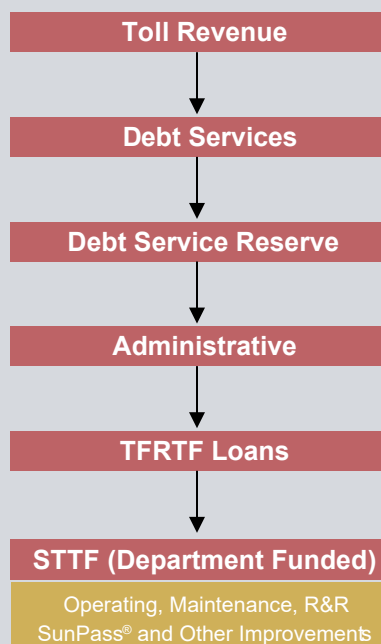 Toll Revenue
Debt Services
Debt Service Reserve
Administrative
TFRTF Loans
STTF (Department Funded)
Operating, Maintenance, R&R
SunPass® and Other Improvements